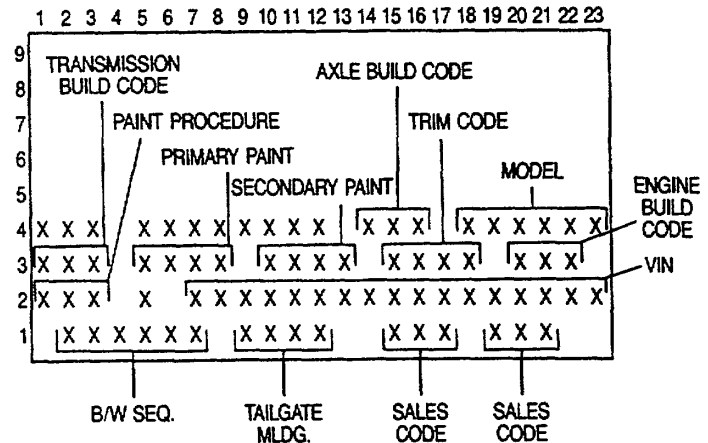 1 2 3 4 5 6 7 8 9 10 11 12 13 14 15 16 17 18 19 20 21 22 23
9
TRANSMISSION
BUILD CODE
AXLE BUILD CODE
8
7
PAINT PROCEDURE
TRIM CODE
6
PRIMARY PAINT
SECONDARY PAINT
MODEL
ENGINE
BUILD
CODE
5
4 X X X X X X X X X X X X X X X X X X X X
3 X X X X X X X X X X X X X X X X X X
VIN
2 X X X X X X X X X X X X X X X X X X X X X
1 X X X X X X X X X X X X X X X X
B/W SEQ.
TAILGATE
MLDG.
SALES
CODE
SALES
CODE